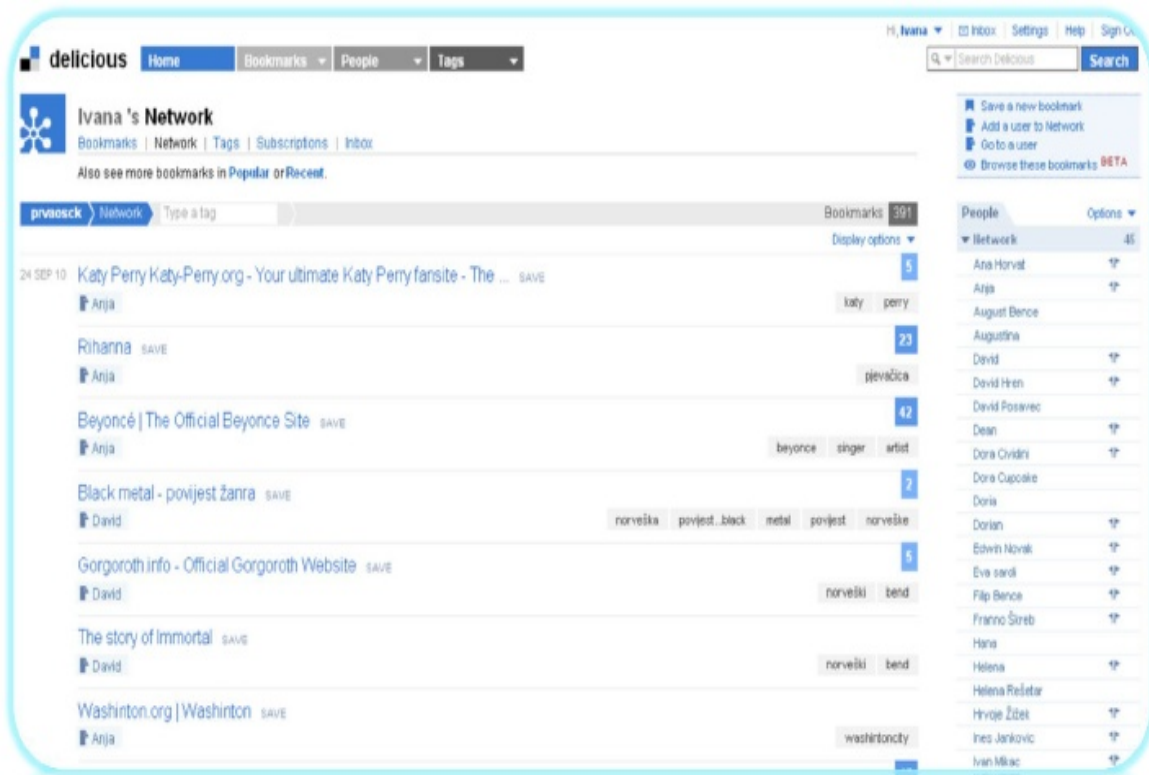 Hi, Ivana Inbox Settings Help Sign
delicious Home Bookmarks People Tags Search Delicious Search
Ivana 's Network
Bookmarks | Network | Tags | Subscriptions | Inbox
Also see more bookmarks in Popular or Recent.
Save a new bookmark
Add a user to Network
Go to a user
Browse these bookmarks BETA
prvaosck Network Type a tag Bookmarks 391
Display options
24 SEP 10 Katy Perry Katy-Perry.org - Your ultimate Katy Perry fansite - The ... SAVE 5
Anja katy perry
Rihanna SAVE 23
Anja pjevačica
Beyoncé | The Official Beyonce Site SAVE 42
Anja beyonce singer artist
Black metal - povijest žanra SAVE 2
David norveška povijest...black metal povijest norveške
Gorgoroth.info - Official Gorgoroth Website SAVE 5
David norveški bend
The story of Immortal SAVE
David norveški bend
Washinton.org | Washinton SAVE
Anja washintoncity
People Options
Network 45
Ana Horvat
Anja
August Bence
Augustina
David
David Hren
David Posavec
Dean
Dora Cividini
Dora Cupcake
Doris
Dorian
Edwin Novak
Eva sardi
Filip Bence
Franno Škreb
Hana
Helena
Helena Rešetar
Hrvoje Žižek
Ines Jankovic
Ivan Mikac